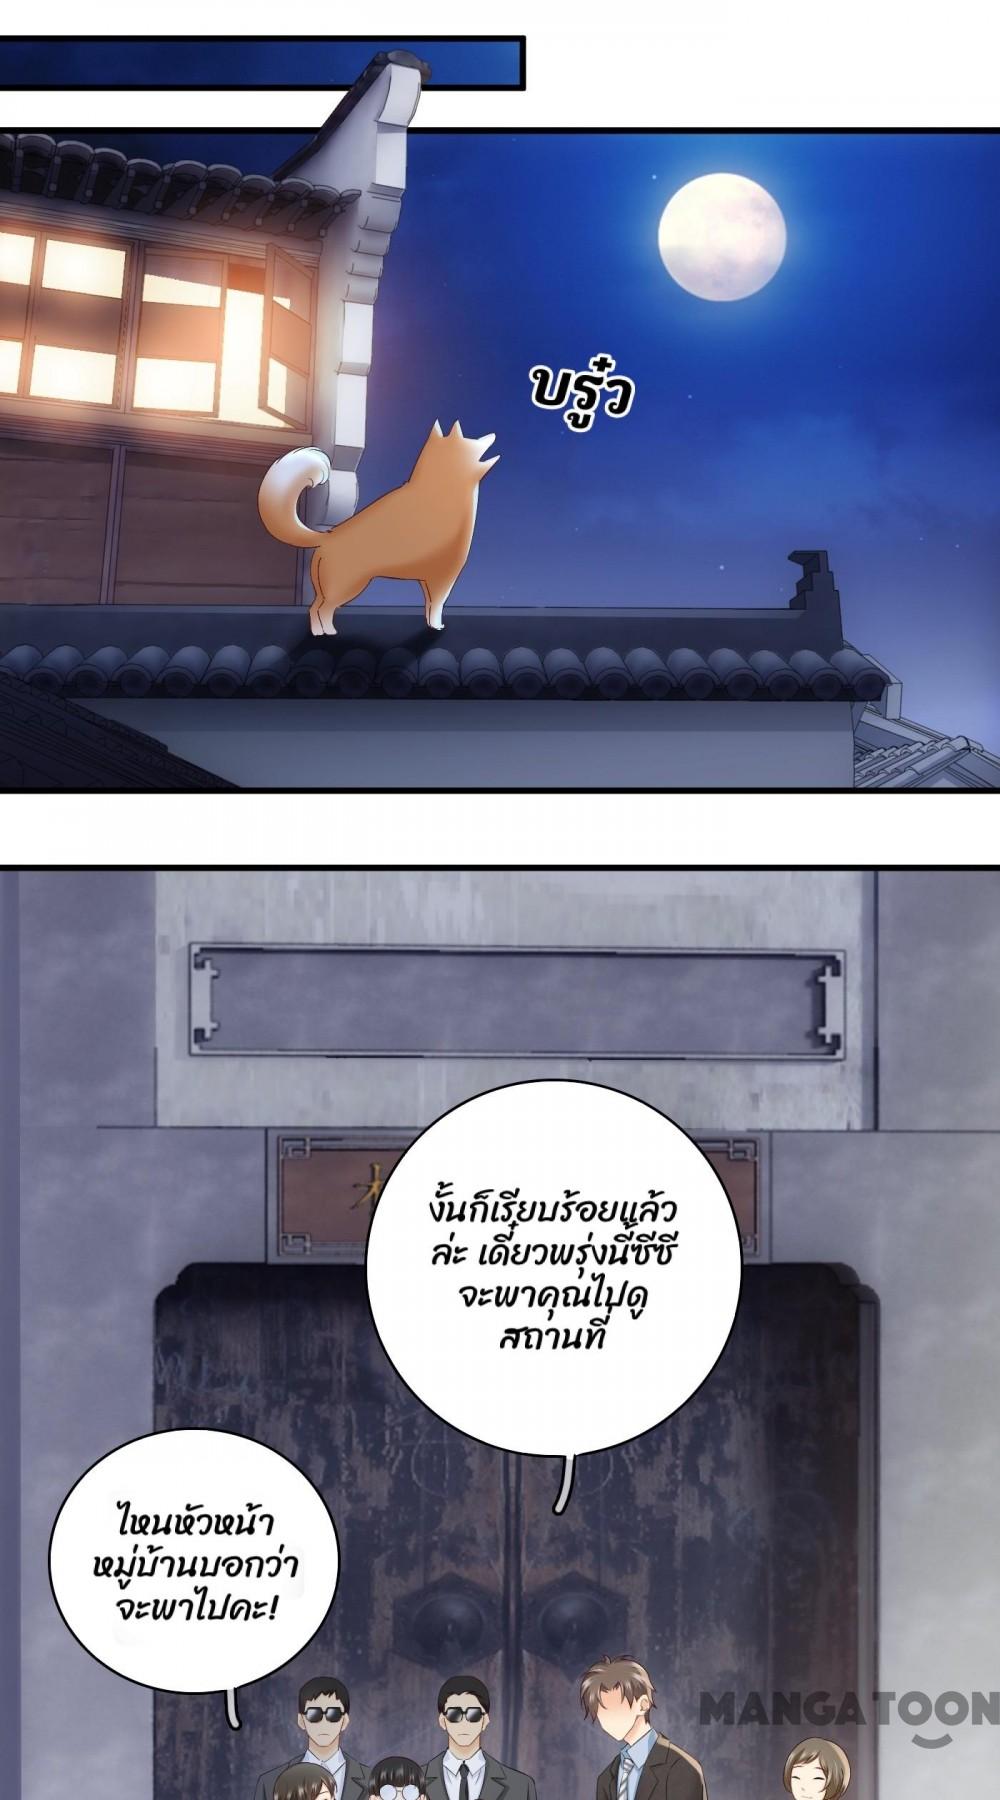 บรู๋ว
งั้นก็เรียบร้อยแล้ว
ล่ะ เดี๋ยวพรุ่งนี้ซีซี
จะพาคุณไปดู
สถานที่
ไหนหัวหน้า
หมู่บ้านบอกว่า
จะพาไปคะ!
MANGATOON